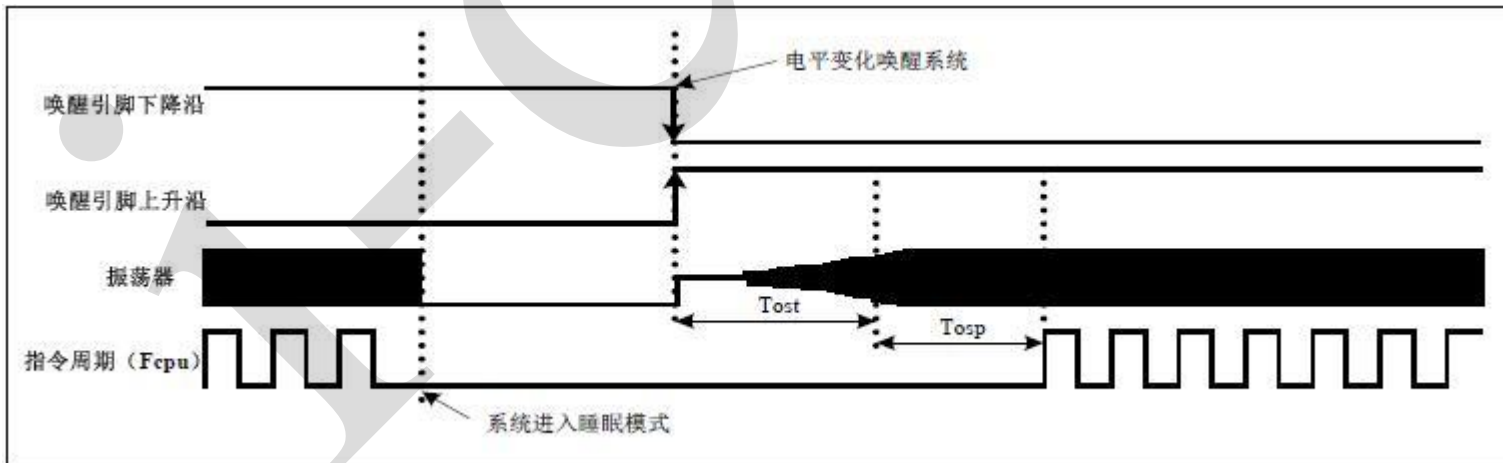 电平变化唤醒系统
唤醒引脚下降沿
唤醒引脚上升沿
振荡器
Tost
Tosp
指令周期（Fcpu）
系统进入睡眠模式